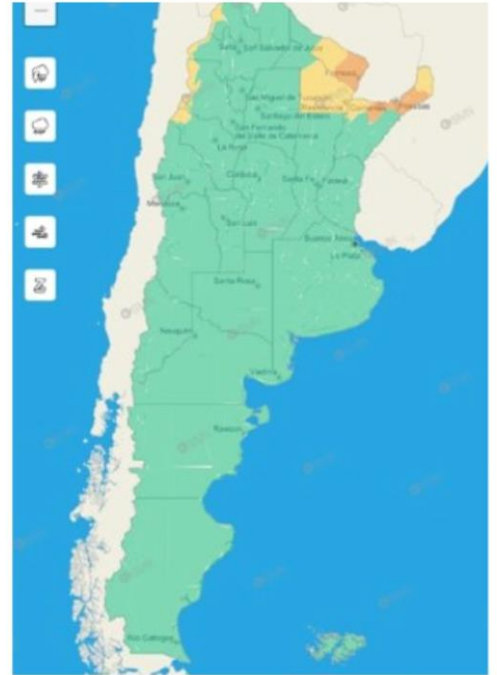 Salta
San Salvador de Jujuy
Formosa
San Miguel de Tucumán
Resistencia
Corrientes
Posadas
Santiago del Estero
San Fernando
del Valle de Catamarca
La Rioja
San Juan
Córdoba
Santa Fe
Paraná
Mendoza
San Luis
Buenos Aires
La Plata
Santa Rosa
Neuquén
Viedma
Rawson
Río Gallegos